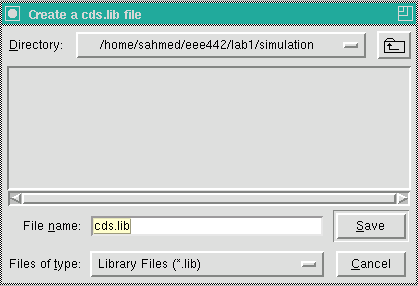 Create a cds.lib file
Directory: /home/sahmed/eee442/lab1/simulation
File name: cds.lib Save
Files of type: Library Files (*.lib) Cancel